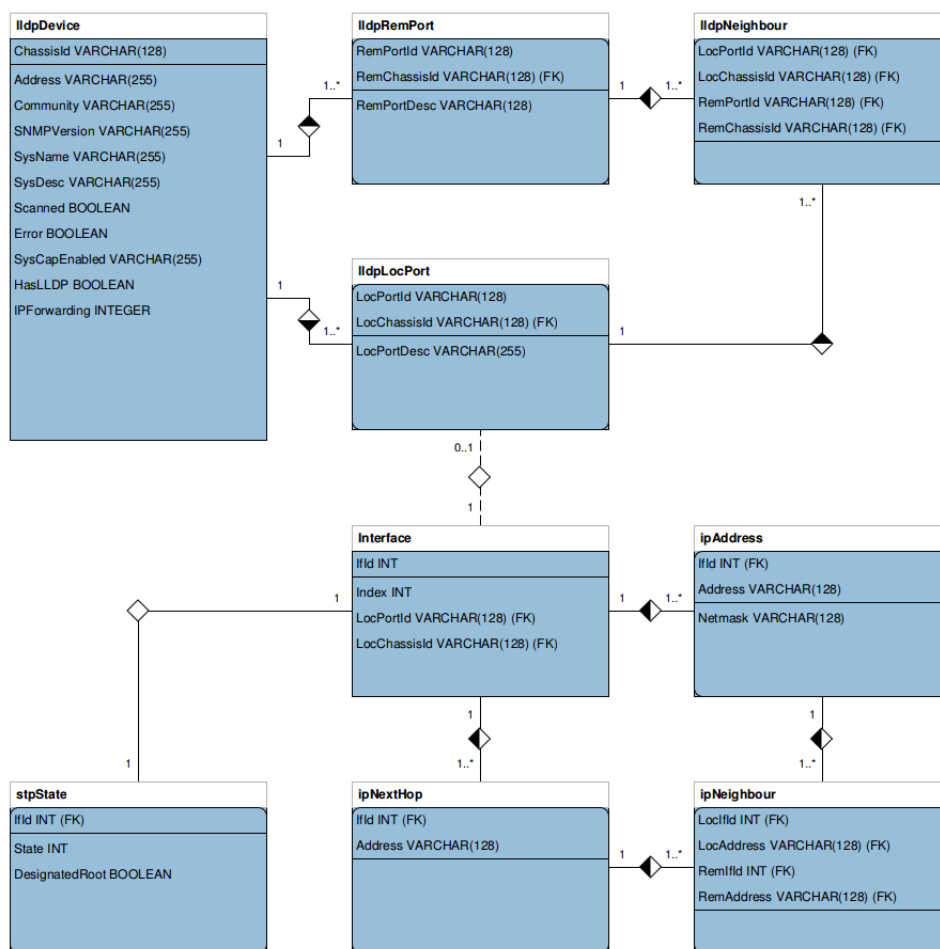 lldpDevice
ChassisId VARCHAR(128)
Address VARCHAR(255)
Community VARCHAR(255)
SNMPVersion VARCHAR(255)
SysName VARCHAR(255)
SysDesc VARCHAR(255)
Scanned BOOLEAN
Error BOOLEAN
SysCapEnabled VARCHAR(255)
HasLLDP BOOLEAN
IPForwarding INTEGER
1
1..*
lldpRemPort
RemPortId VARCHAR(128)
RemChassisId VARCHAR(128) (FK)
RemPortDesc VARCHAR(128)
1
1..*
lldpNeighbour
LocPortId VARCHAR(128) (FK)
LocChassisId VARCHAR(128) (FK)
RemPortId VARCHAR(128) (FK)
RemChassisId VARCHAR(128) (FK)
1..*
1
1..*
lldpLocPort
LocPortId VARCHAR(128)
LocChassisId VARCHAR(128) (FK)
LocPortDesc VARCHAR(255)
1
0..1
1
Interface
IfId INT
Index INT
LocPortId VARCHAR(128) (FK)
LocChassisId VARCHAR(128) (FK)
1
1
1..*
ipAddress
IfId INT (FK)
Address VARCHAR(128)
Netmask VARCHAR(128)
1
1..*
1
1..*
1
stpState
IfId INT (FK)
State INT
DesignatedRoot BOOLEAN
ipNextHop
IfId INT (FK)
Address VARCHAR(128)
1
1..*
ipNeighbour
LocIfId INT (FK)
LocAddress VARCHAR(128) (FK)
RemIfId INT (FK)
RemAddress VARCHAR(128) (FK)